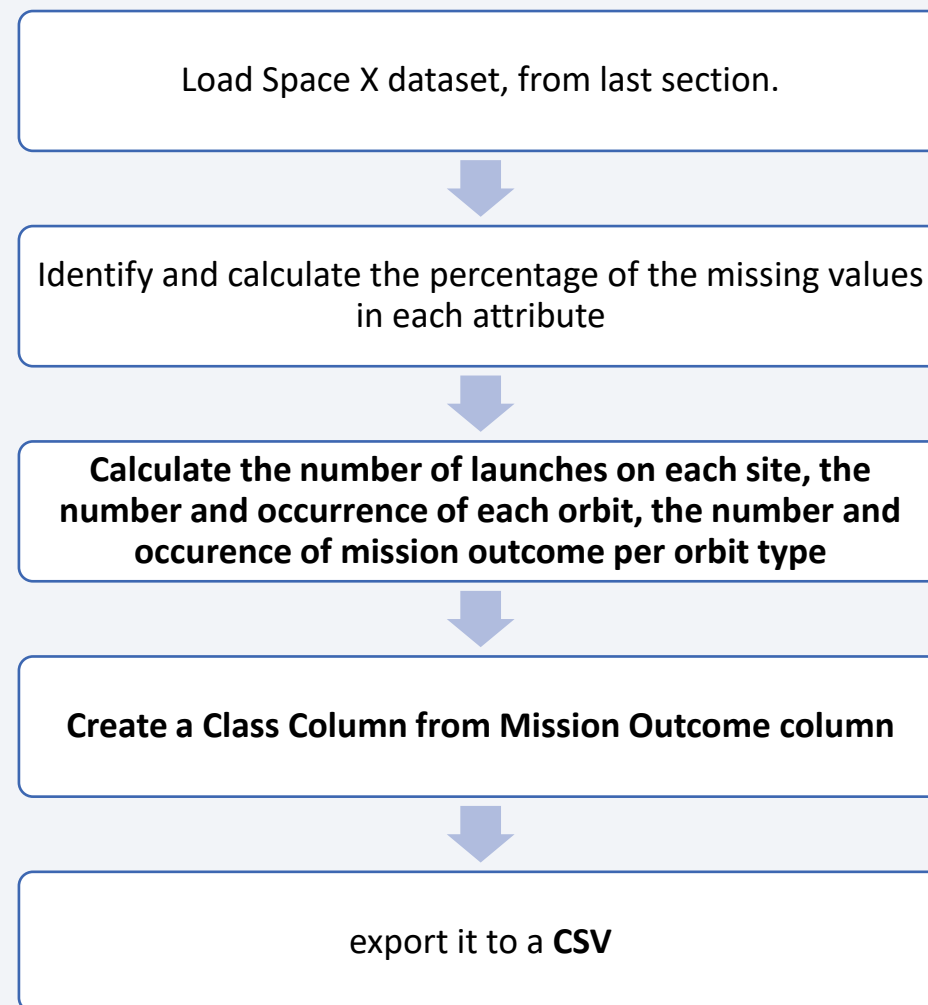 Load Space X dataset, from last section.
Identify and calculate the percentage of the missing values
in each attribute
Calculate the number of launches on each site, the
number and occurrence of each orbit, the number and
occurence of mission outcome per orbit type
Create a Class Column from Mission Outcome column
export it to a CSV